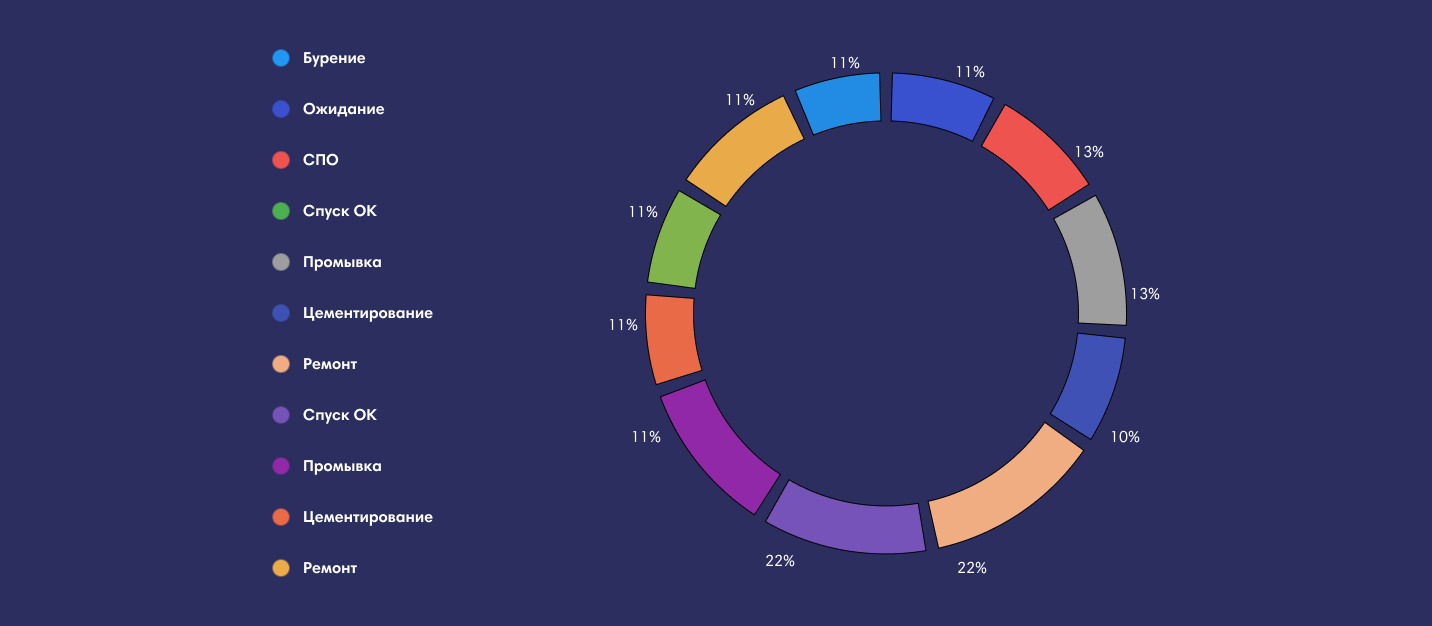 Бурение
Ожидание
СПО
Спуск ОК
Промывка
Цементирование
Ремонт
Спуск ОК
Промывка
Цементирование
Ремонт
11%
11%
11%
13%
11%
13%
11%
11%
10%
22%
22%